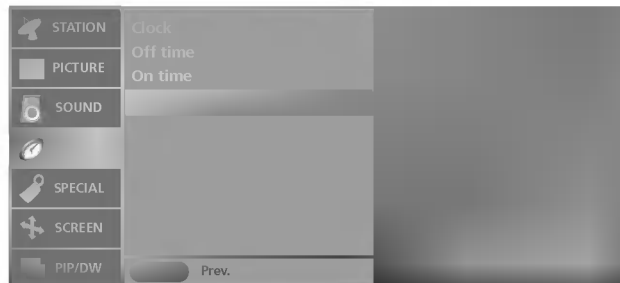 STATION
PICTURE
SOUND
SPECIAL
SCREEN
PIP/DW
Clock
Off time
On time
Prev.